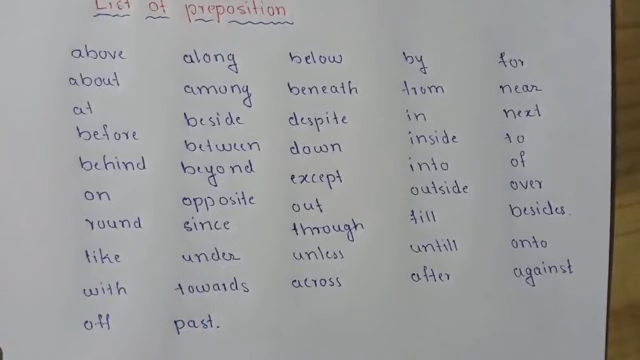 List of preposition
above along below by for
about among beneath from near
at beside despite in next
before between down inside to
behind beyond except into of
on opposite out outside over
round since through till besides.
like under unless untill onto
with towards across after against
off past.